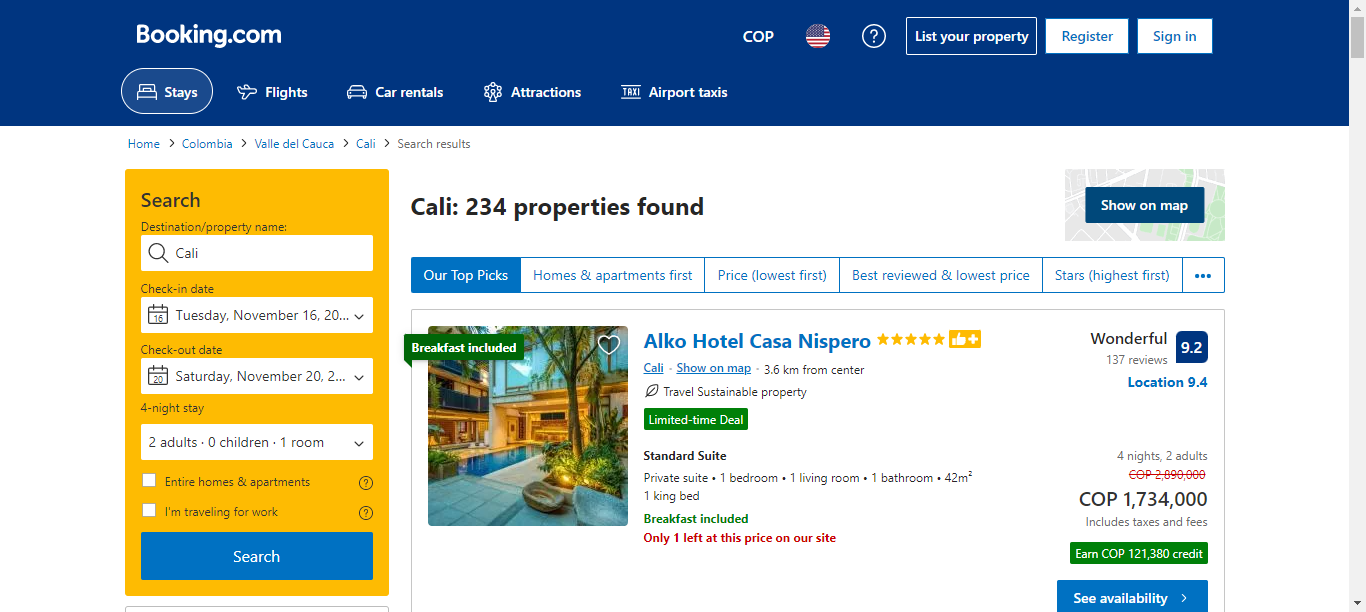 Booking.com
COP
List your property
Register
Sign in
Stays
Flights
Car rentals
Attractions
TAXI
Airport taxis
Home > Colombia > Valle del Cauca > Cali > Search results
Search
Destination/property name:
Cali
Check-in date
16
Tuesday, November 16, 20...
Check-out date
20
Saturday, November 20, 2...
4-night stay
2 adults · 0 children · 1 room
Entire homes & apartments
I'm traveling for work
Search
Cali: 234 properties found
Show on map
Our Top Picks
Homes & apartments first
Price (lowest first)
Best reviewed & lowest price
Stars (highest first)
•••
Breakfast included
Alko Hotel Casa Nispero
Cali · Show on map · 3.6 km from center
Travel Sustainable property
Limited-time Deal
Standard Suite
Private suite • 1 bedroom • 1 living room • 1 bathroom • 42m²
1 king bed
Breakfast included
Only 1 left at this price on our site
Wonderful
137 reviews
9.2
Location 9.4
4 nights, 2 adults
COP 2,890,000
COP 1,734,000
Includes taxes and fees
Earn COP 121,380 credit
See availability